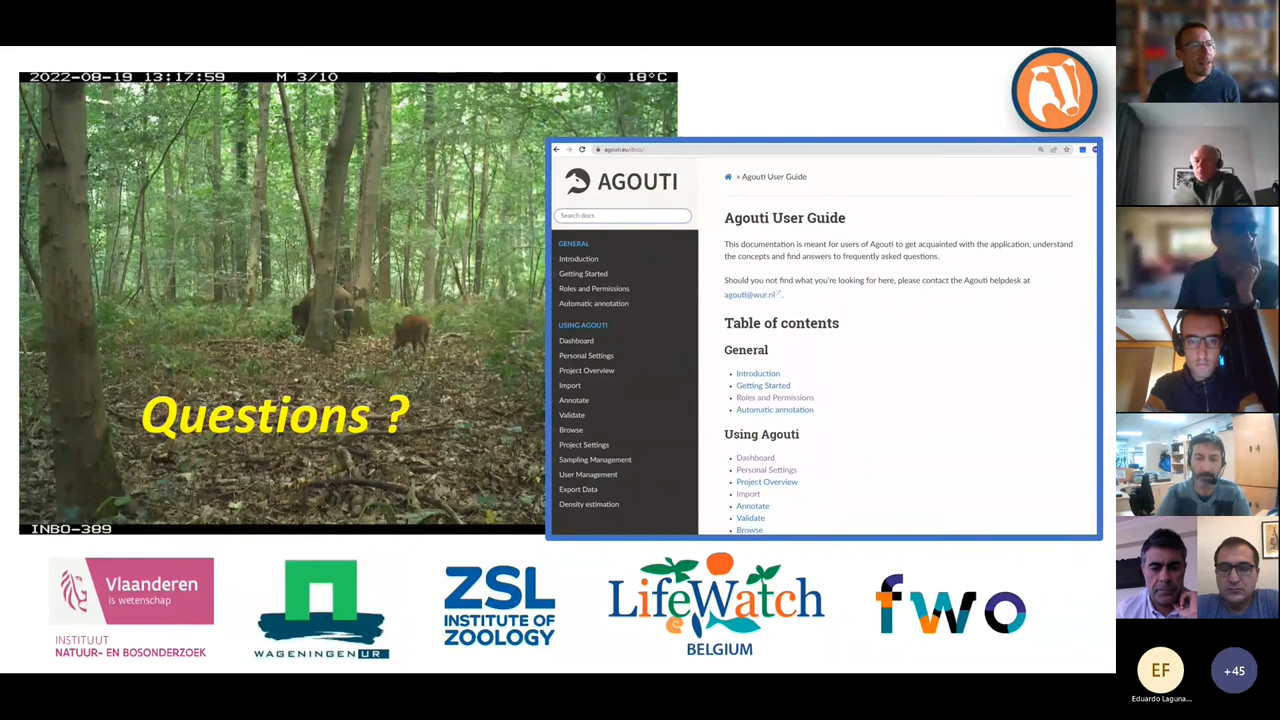 2022-08-19 13:17:59 M 3/10 18°C
Questions ?
INBO-389
agouti.eu/docs/
AGOUTI
Search docs
GENERAL
Introduction
Getting Started
Roles and Permissions
Automatic annotation
USING AGOUTI
Dashboard
Personal Settings
Project Overview
Import
Annotate
Validate
Browse
Project Settings
Sampling Management
User Management
Export Data
Density estimation
» Agouti User Guide
Agouti User Guide
This documentation is meant for users of Agouti to get acquainted with the application, understand
the concepts and find answers to frequently asked questions.
Should you not find what you're looking for here, please contact the Agouti helpdesk at
agouti@wur.nl.
Table of contents
General
• Introduction
• Getting Started
• Roles and Permissions
• Automatic annotation
Using Agouti
• Dashboard
• Personal Settings
• Project Overview
• Import
• Annotate
• Validate
• Browse
Vlaanderen
is wetenschap
INSTITUUT
NATUUR- EN BOSONDERZOEK
WAGENINGEN UR
ZSL
INSTITUTE OF
ZOOLOGY
LifeWatch
BELGIUM
fwo
EF
Eduardo Laguna...
+45